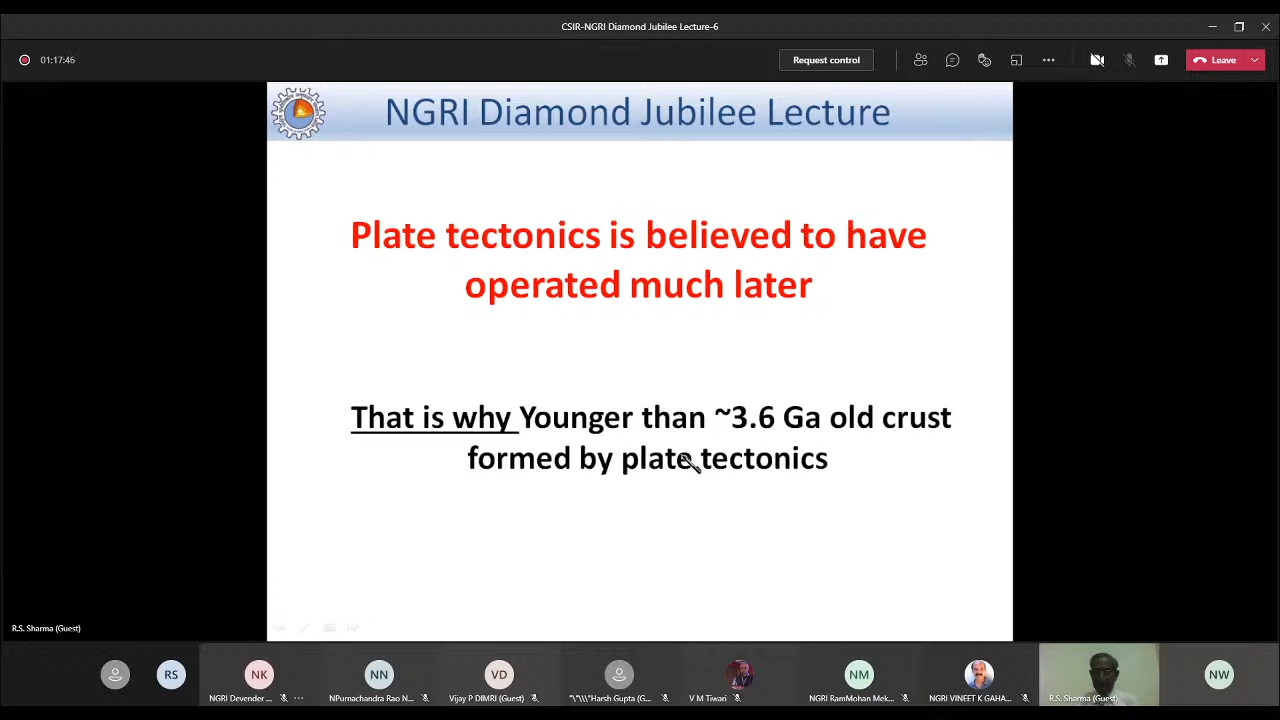 CSIR-NGRI Diamond Jubilee Lecture-6
01:17:46
Request control
Leave
NGRI Diamond Jubilee Lecture
Plate tectonics is believed to have
operated much later
That is why Younger than ~3.6 Ga old crust
formed by plate tectonics
R.S. Sharma (Guest)
RS
NK
NN
VD
NM
NW
NGRI Devender ...
NPurnachandra Rao N...
Vijay P DIMRI (Guest)
"\"\\\"Harsh Gupta (G...
V M Tiwari
NGRI RamMohan Mek...
NGRI VINEET K GAHA...
R.S. Sharma (Guest)